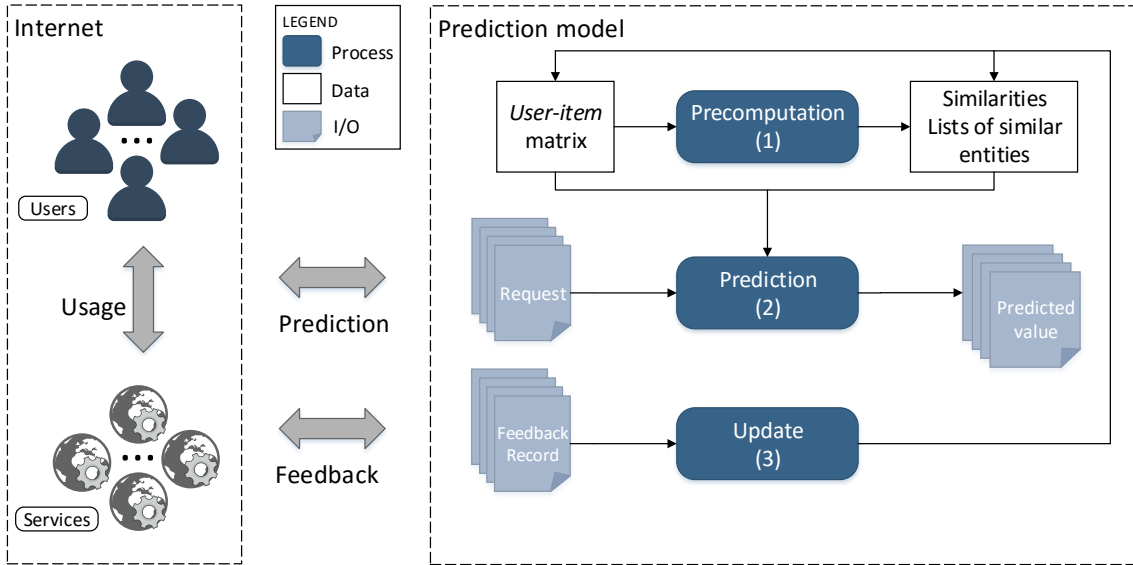 Internet
Users
Usage
Services
LEGEND
Process
Data
I/O
Prediction
Feedback
Prediction model
User-item
matrix
Precomputation
(1)
Similarities
Lists of similar
entities
Request
Prediction
(2)
Predicted
value
Feedback
Record
Update
(3)